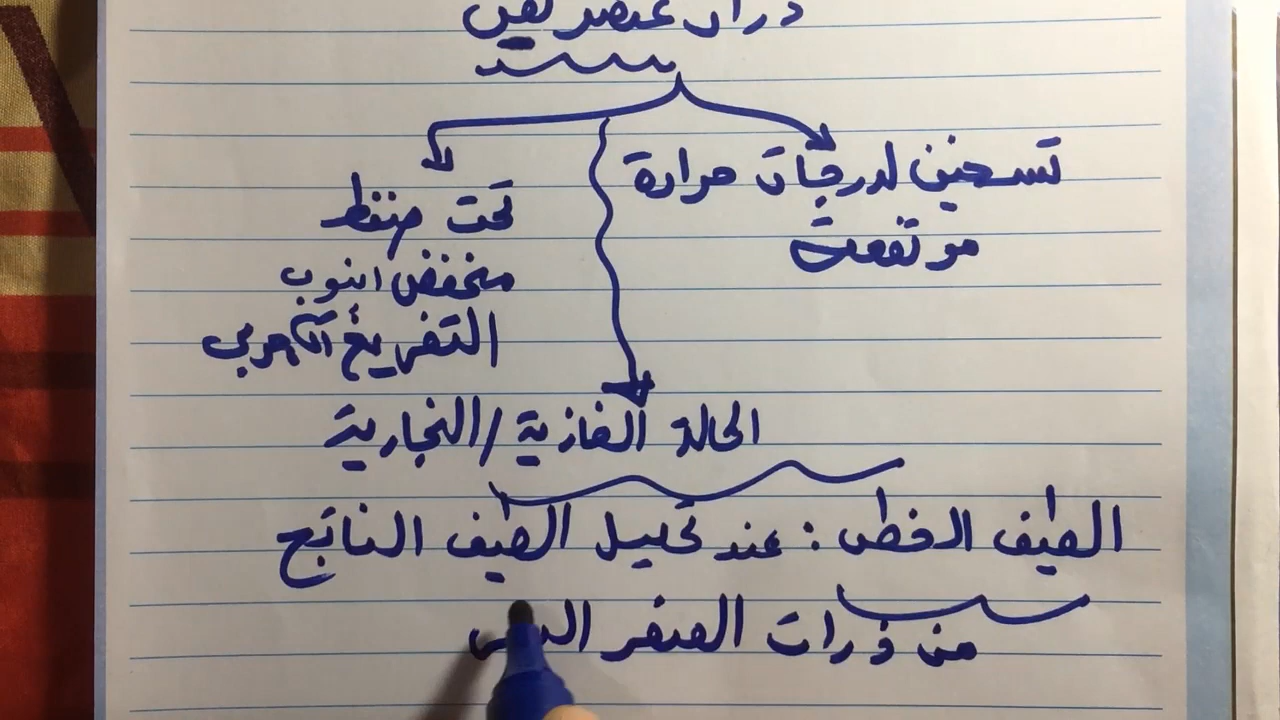 ذرات عنصر نقي
تسخين لدرجات حرارة
مرتفعة
تحت ضغط
منخفض انبوب
التفريغ الكهربي
الحالة الغازية / البخارية
الطيف الخطي : عند تحليل الطيف الناتج
من ذرات العنصر